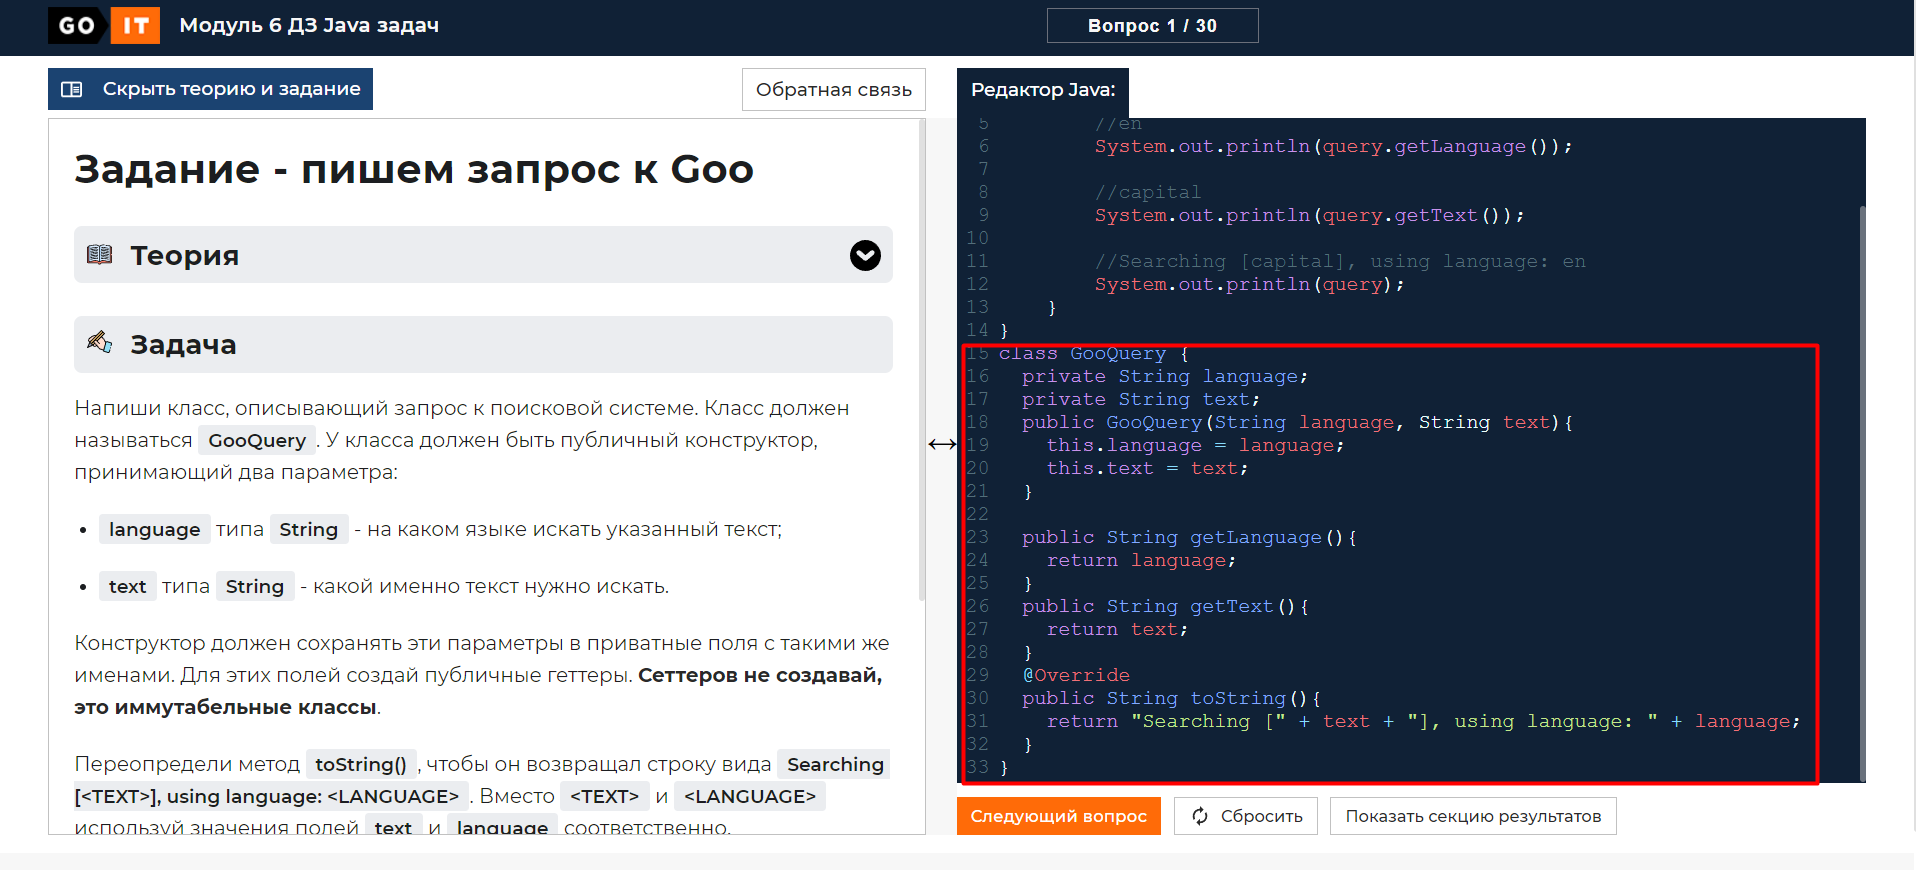 GO IT Модуль 6 ДЗ Java задач
Вопрос 1 / 30
Скрыть теорию и задание
Обратная связь
Задание - пишем запрос к Goo
Теория
Задача
Напиши класс, описывающий запрос к поисковой системе. Класс должен
называться GooQuery . У класса должен быть публичный конструктор,
принимающий два параметра:
• language типа String - на каком языке искать указанный текст;
• text типа String - какой именно текст нужно искать.
Конструктор должен сохранять эти параметры в приватные поля с такими же
именами. Для этих полей создай публичные геттеры. Сеттеров не создавай,
это иммутабельные классы.
Переопредели метод toString() , чтобы он возвращал строку вида Searching
[<TEXT>], using language: <LANGUAGE> . Вместо <TEXT> и <LANGUAGE>
используй значения полей text и language соответственно.
Редактор Java:
5 //en
6 System.out.println(query.getLanguage());
7
8 //capital
9 System.out.println(query.getText());
10
11 //Searching [capital], using language: en
12 System.out.println(query);
13 }
14 }
15 class GooQuery {
16 private String language;
17 private String text;
18 public GooQuery(String language, String text){
19 this.language = language;
20 this.text = text;
21 }
22
23 public String getLanguage(){
24 return language;
25 }
26 public String getText(){
27 return text;
28 }
29 @Override
30 public String toString(){
31 return "Searching [" + text + "], using language: " + language;
32 }
33 }
Следующий вопрос
Сбросить
Показать секцию результатов